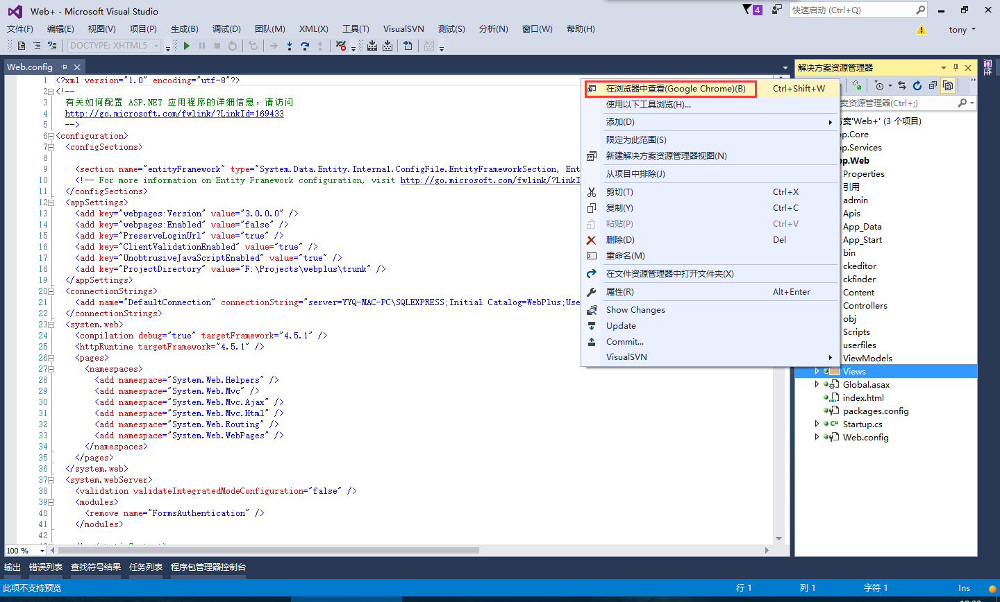 Web+ - Microsoft Visual Studio
4
快速启动 (Ctrl+Q)
文件(F) 编辑(E) 视图(V) 项目(P) 生成(B) 调试(D) 团队(M) XML(X) 工具(T) VisualSVN 测试(S) 分析(N) 窗口(W) 帮助(H)
tony
DOCTYPE: XHTML5
Web.config
1 <?xml version="1.0" encoding="utf-8"?>
2 <!--
3 有关如何配置 ASP.NET 应用程序的详细信息，请访问
4 http://go.microsoft.com/fwlink/?LinkId=169433
5 -->
6 <configuration>
7 <configSections>
8
9 <section name="entityFramework" type="System.Data.Entity.Internal.ConfigFile.EntityFrameworkSection, Ent
10 <!-- For more information on Entity Framework configuration, visit http://go.microsoft.com/fwlink/?LinkI
11 </configSections>
12 <appSettings>
13 <add key="webpages:Version" value="3.0.0.0" />
14 <add key="webpages:Enabled" value="false" />
15 <add key="PreserveLoginUrl" value="true" />
16 <add key="ClientValidationEnabled" value="true" />
17 <add key="UnobtrusiveJavaScriptEnabled" value="true" />
18 <add key="ProjectDirectory" value="F:\Projects\webplus\trunk" />
19 </appSettings>
20 <connectionStrings>
21 <add name="DefaultConnection" connectionString="server=YYQ-MAC-PC\SQLEXPRESS;Initial Catalog=WebPlus;Use
22 </connectionStrings>
23 <system.web>
24 <compilation debug="true" targetFramework="4.5.1" />
25 <httpRuntime targetFramework="4.5.1" />
26 <pages>
27 <namespaces>
28 <add namespace="System.Web.Helpers" />
29 <add namespace="System.Web.Mvc" />
30 <add namespace="System.Web.Mvc.Ajax" />
31 <add namespace="System.Web.Mvc.Html" />
32 <add namespace="System.Web.Routing" />
33 <add namespace="System.Web.WebPages" />
34 </namespaces>
35 </pages>
36 </system.web>
37 <system.webServer>
38 <validation validateIntegratedModeConfiguration="false" />
39 <modules>
40 <remove name="FormsAuthentication" />
41 </modules>
42
100 %
在浏览器中查看(Google Chrome)(B) Ctrl+Shift+W
使用以下工具浏览(H)...
添加(D)
限定为此范围(S)
新建解决方案资源管理器视图(N)
从项目中排除(J)
剪切(T) Ctrl+X
复制(Y) Ctrl+C
粘贴(P) Ctrl+V
删除(D) Del
重命名(M)
在文件资源管理器中打开文件夹(X)
属性(R) Alt+Enter
Show Changes
Update
Commit...
VisualSVN
解决方案资源管理器
案资源管理器(Ctrl+;)
方案'Web+' (3 个项目)
pp.Core
pp.Services
pp.Web
Properties
引用
admin
Apis
App_Data
App_Start
bin
ckeditor
ckfinder
Content
Controllers
obj
Scripts
userfiles
ViewModels
Views
Global.asax
index.html
packages.config
C# Startup.cs
Web.config
属性
输出 错误列表 查找符号结果 任务列表 程序包管理器控制台
此项不支持预览 行 1 列 1 字符 1 Ins